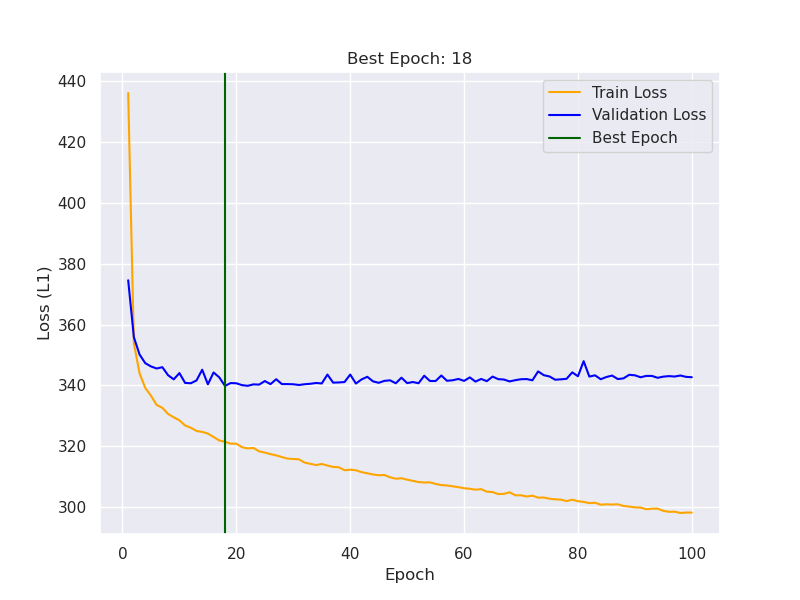 Best Epoch: 18
440
420
400
380
360
340
320
300
Loss (L1)
Train Loss
Validation Loss
Best Epoch
0 20 40 60 80 100
Epoch